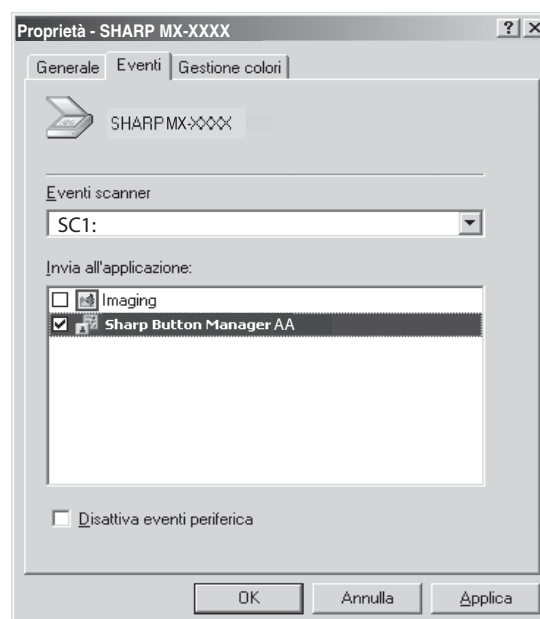 Proprietà - SHARP MX-XXXX
Generale Eventi Gestione colori
SHARP MX-XXXX
Eventi scanner
SC1:
Invia all'applicazione:
Imaging
Sharp Button Manager AA
Disattiva eventi periferica
OK Annulla Applica